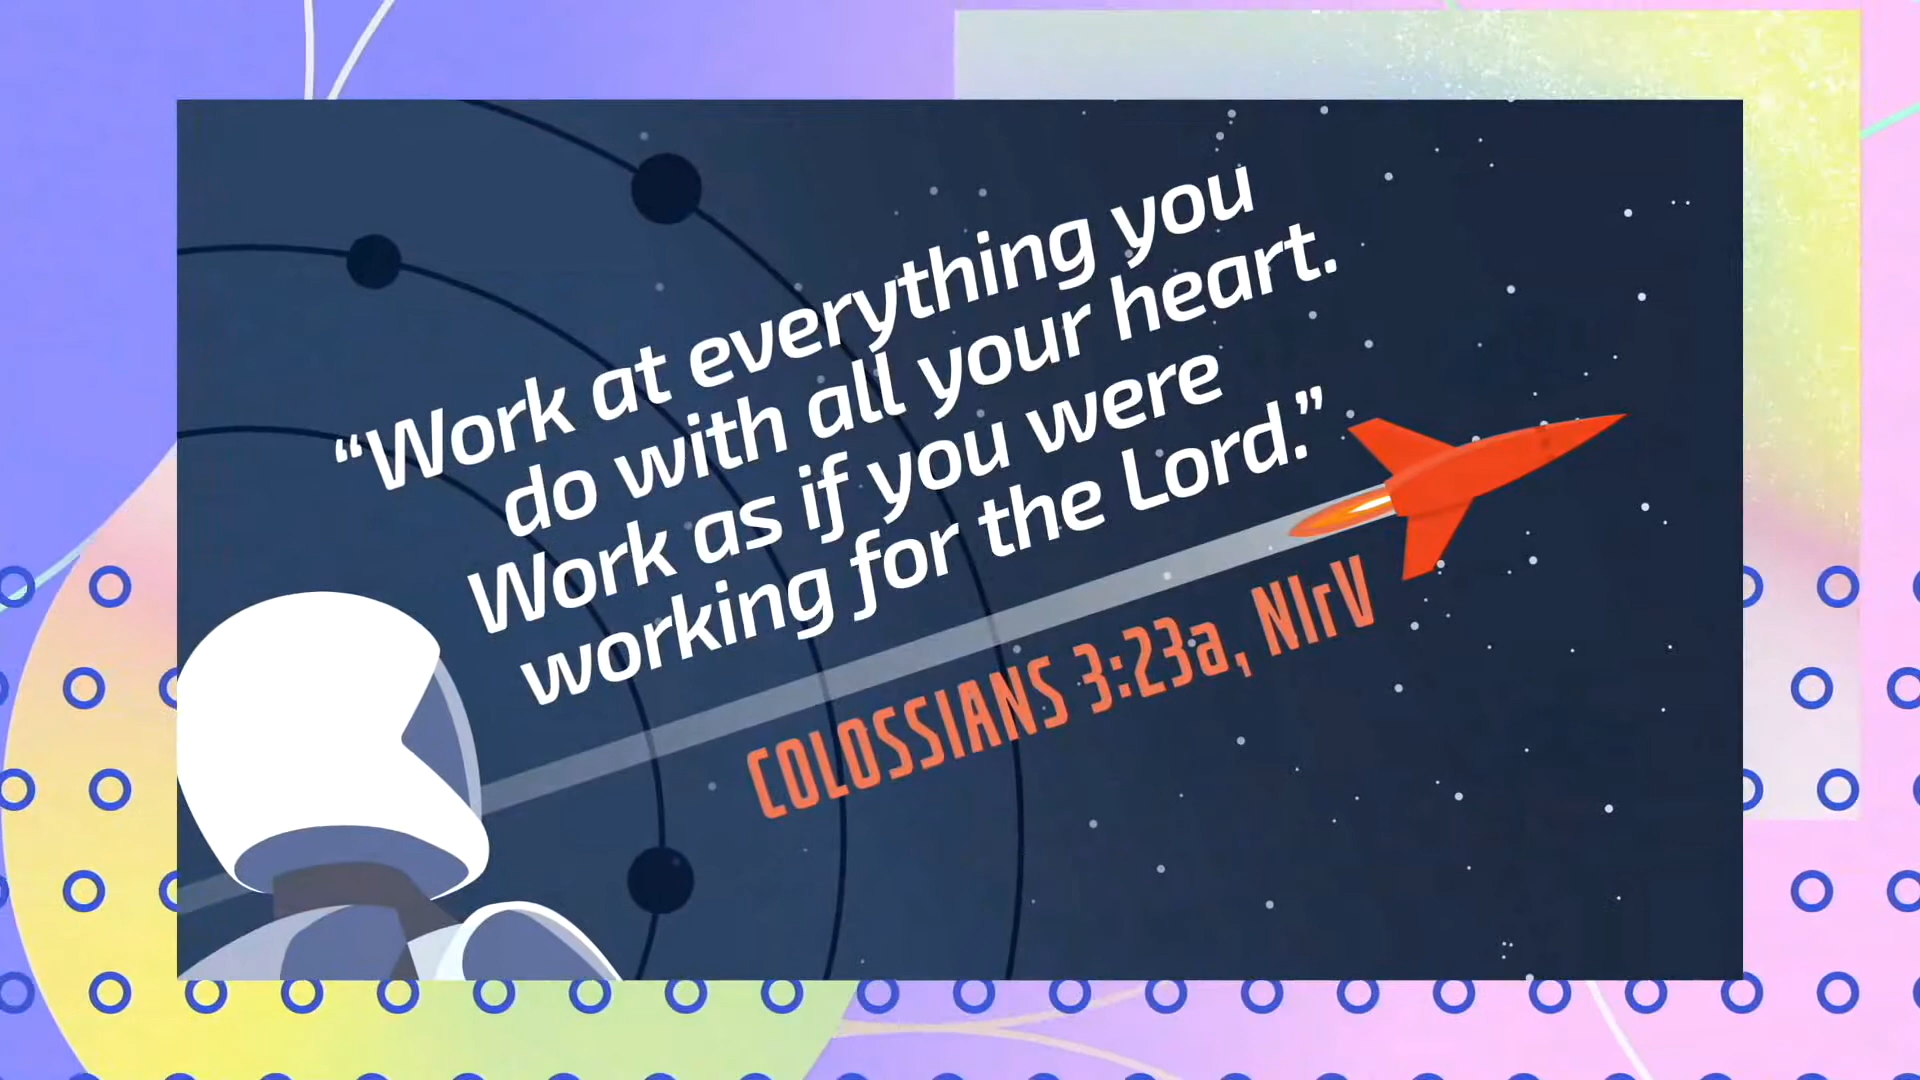 “Work at everything you
do with all your heart.
Work as if you were
working for the Lord.”
COLOSSIANS 3:23a, NIrV